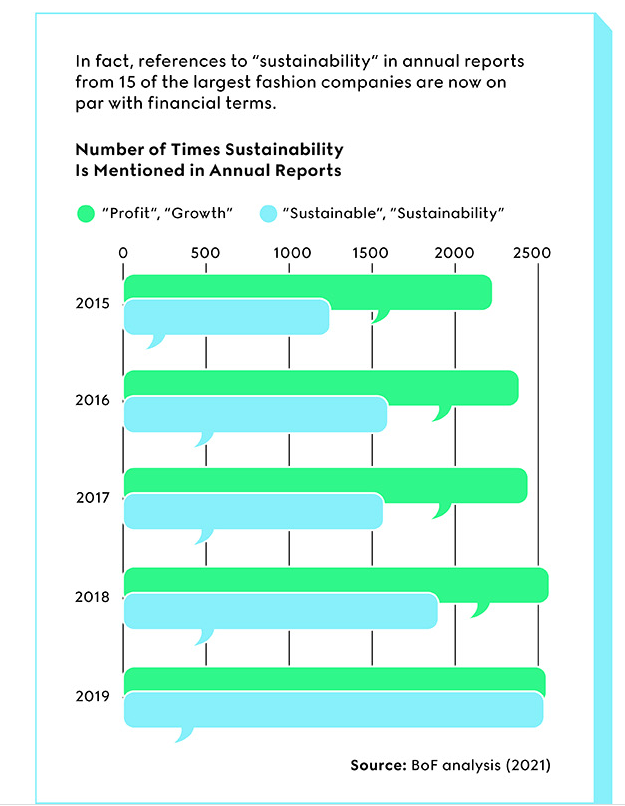 In fact, references to “sustainability” in annual reports
from 15 of the largest fashion companies are now on
par with financial terms.
Number of Times Sustainability
Is Mentioned in Annual Reports
“Profit”, “Growth” “Sustainable”, “Sustainability”
0 500 1000 1500 2000 2500
2015
2016
2017
2018
2019
Source: BoF analysis (2021)